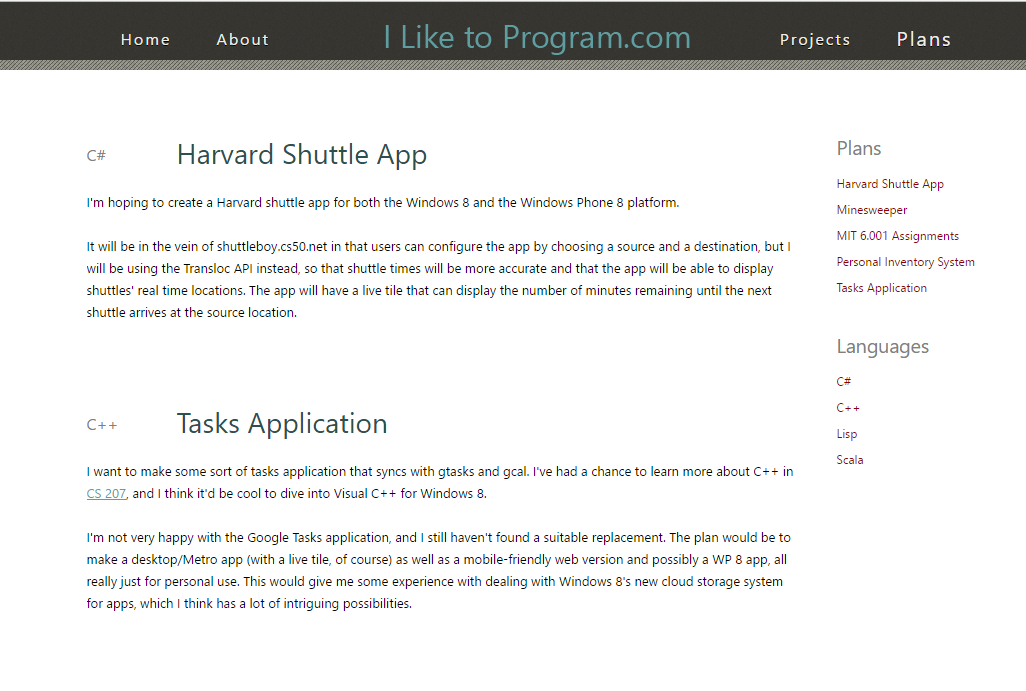 Home About I Like to Program.com Projects Plans
C# Harvard Shuttle App
I'm hoping to create a Harvard shuttle app for both the Windows 8 and the Windows Phone 8 platform.
It will be in the vein of shuttleboy.cs50.net in that users can configure the app by choosing a source and a destination, but I
will be using the Transloc API instead, so that shuttle times will be more accurate and that the app will be able to display
shuttles' real time locations. The app will have a live tile that can display the number of minutes remaining until the next
shuttle arrives at the source location.
C++ Tasks Application
I want to make some sort of tasks application that syncs with gtasks and gcal. I've had a chance to learn more about C++ in
CS 207, and I think it'd be cool to dive into Visual C++ for Windows 8.
I'm not very happy with the Google Tasks application, and I still haven't found a suitable replacement. The plan would be to
make a desktop/Metro app (with a live tile, of course) as well as a mobile-friendly web version and possibly a WP 8 app, all
really just for personal use. This would give me some experience with dealing with Windows 8's new cloud storage system
for apps, which I think has a lot of intriguing possibilities.
Plans
Harvard Shuttle App
Minesweeper
MIT 6.001 Assignments
Personal Inventory System
Tasks Application
Languages
C#
C++
Lisp
Scala